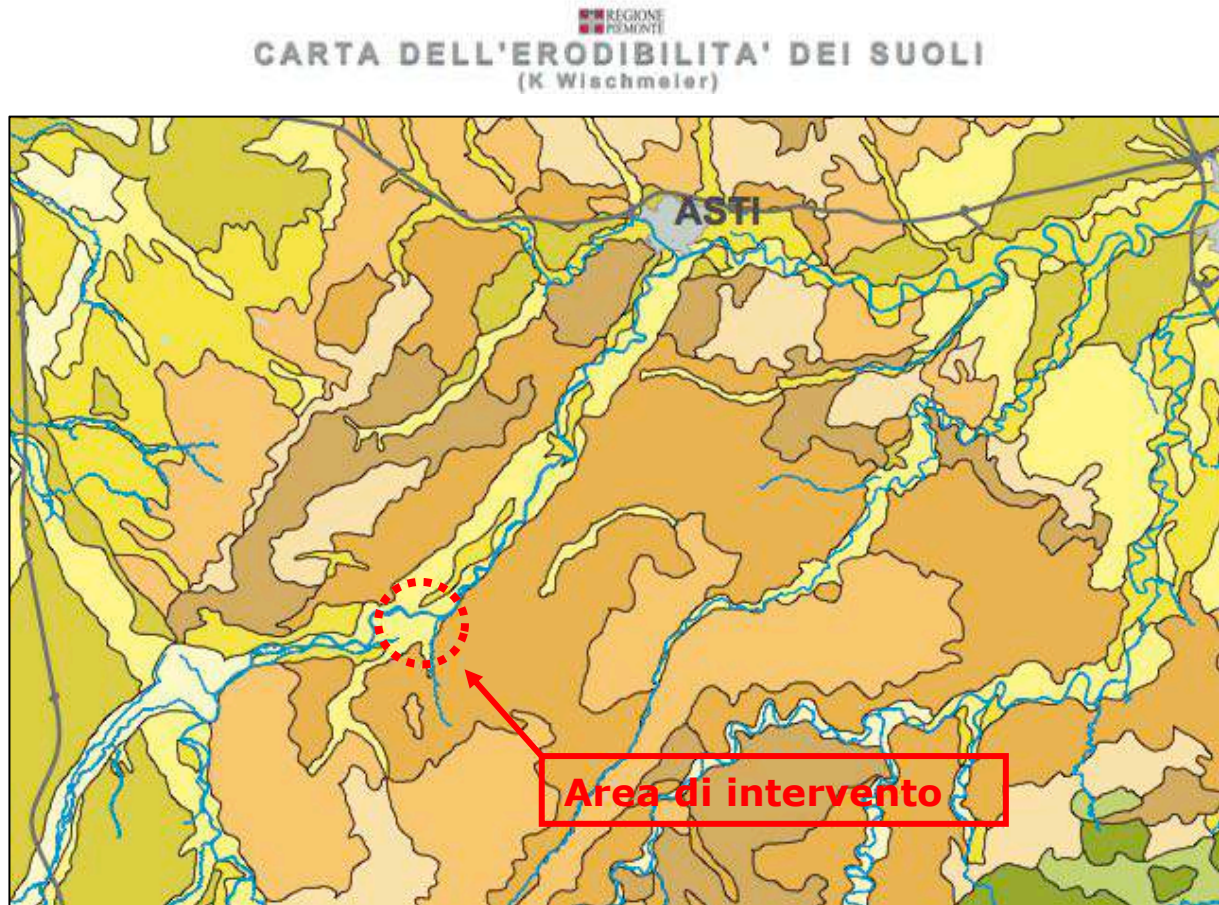 REGIONE
PIEMONTE
CARTA DELL'ERODIBILITA' DEI SUOLI
(K Wischmeier)
ASTI
Area di intervento